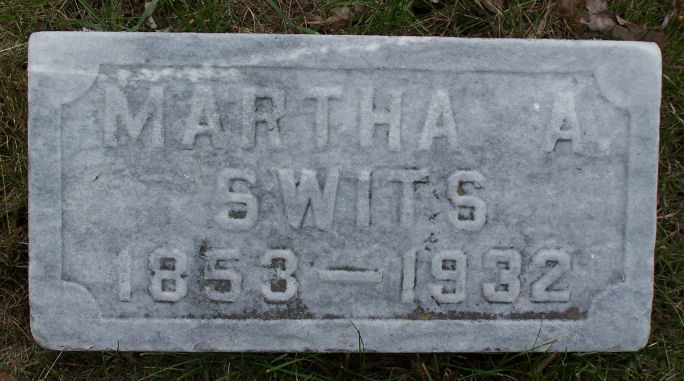 MARTHA A.
SWITS
1853 — 1932